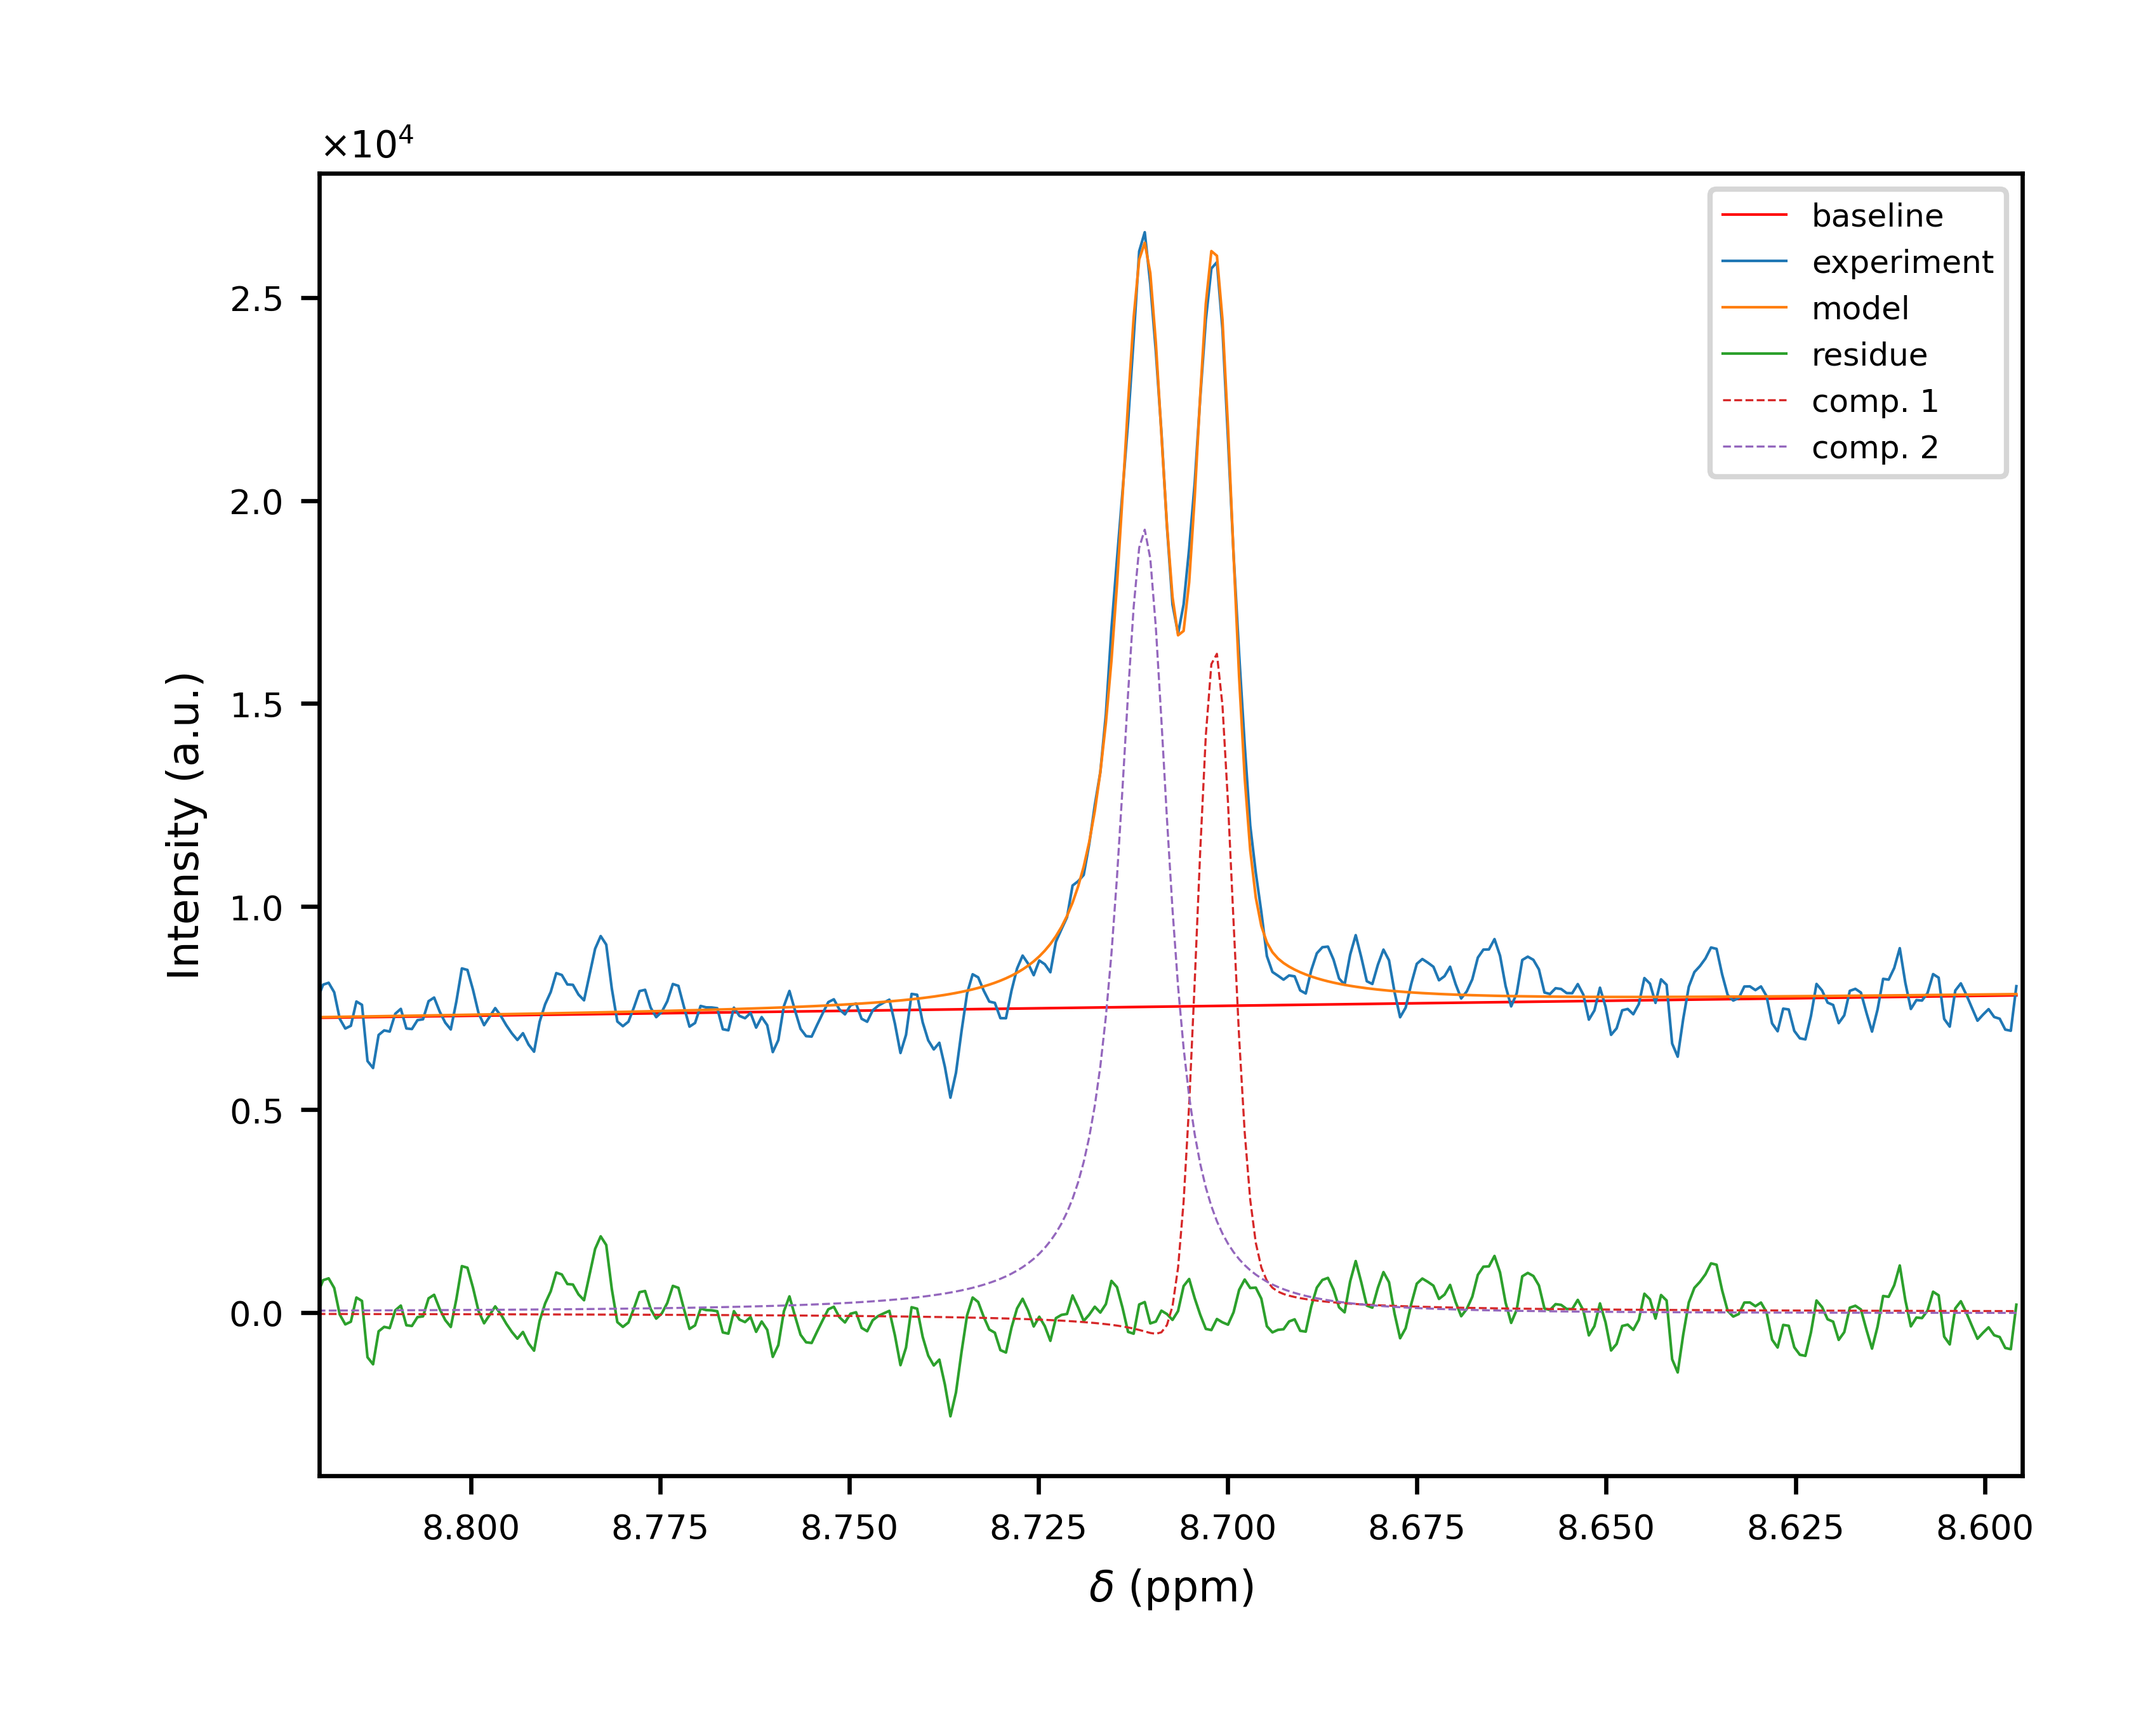 ×10⁴
baseline
experiment
model
residue
comp. 1
comp. 2
2.5
2.0
1.5
1.0
0.5
0.0
Intensity (a.u.)
8.800 8.775 8.750 8.725 8.700 8.675 8.650 8.625 8.600
δ (ppm)